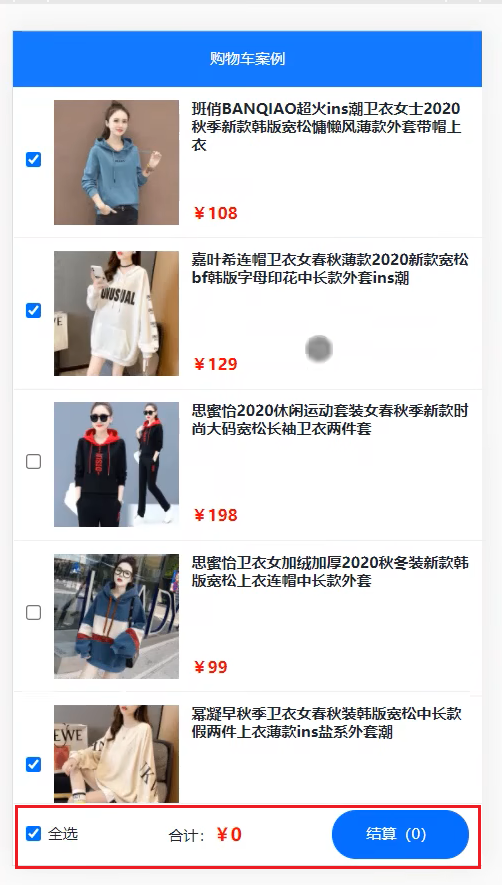 购物车案例
班俏BANQIAO超火ins潮卫衣女士2020
秋季新款韩版宽松慵懒风薄款外套带帽上
衣
￥108
嘉叶希连帽卫衣女春秋薄款2020新款宽松
bf韩版字母印花中长款外套ins潮
UNUSUAL
￥129
思蜜怡2020休闲运动套装女春秋季新款时
尚大码宽松长袖卫衣两件套
￥198
思蜜怡卫衣女加绒加厚2020秋冬装新款韩
版宽松上衣连帽中长款外套
￥99
幂凝早秋季卫衣女春秋装韩版宽松中长款
假两件上衣薄款ins盐系外套潮
全选
合计：￥0
结算（0）